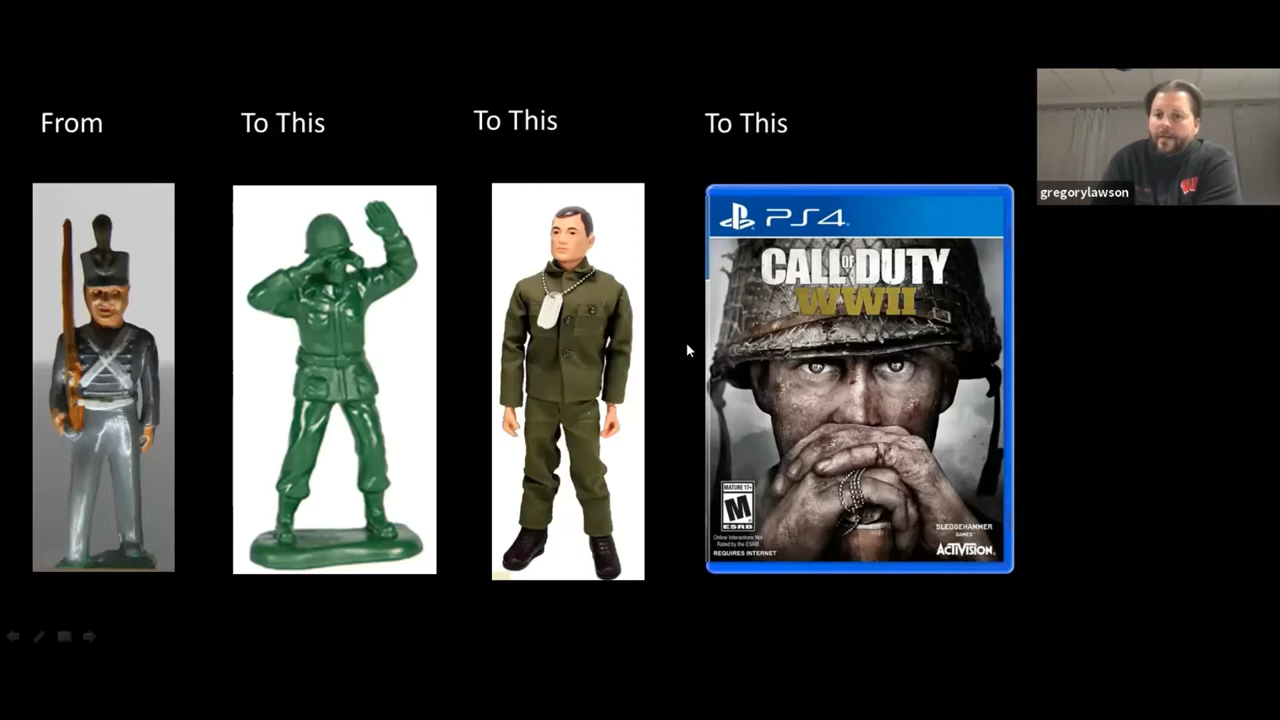 From
To This
To This
To This
gregorylawson
PS4
CALL OF DUTY
WWII
MATURE 17+
M
ESRB
Online Interactions Not
Rated by the ESRB
REQUIRES INTERNET
SLEDGEHAMMER
GAMES
ACTIVISION
W